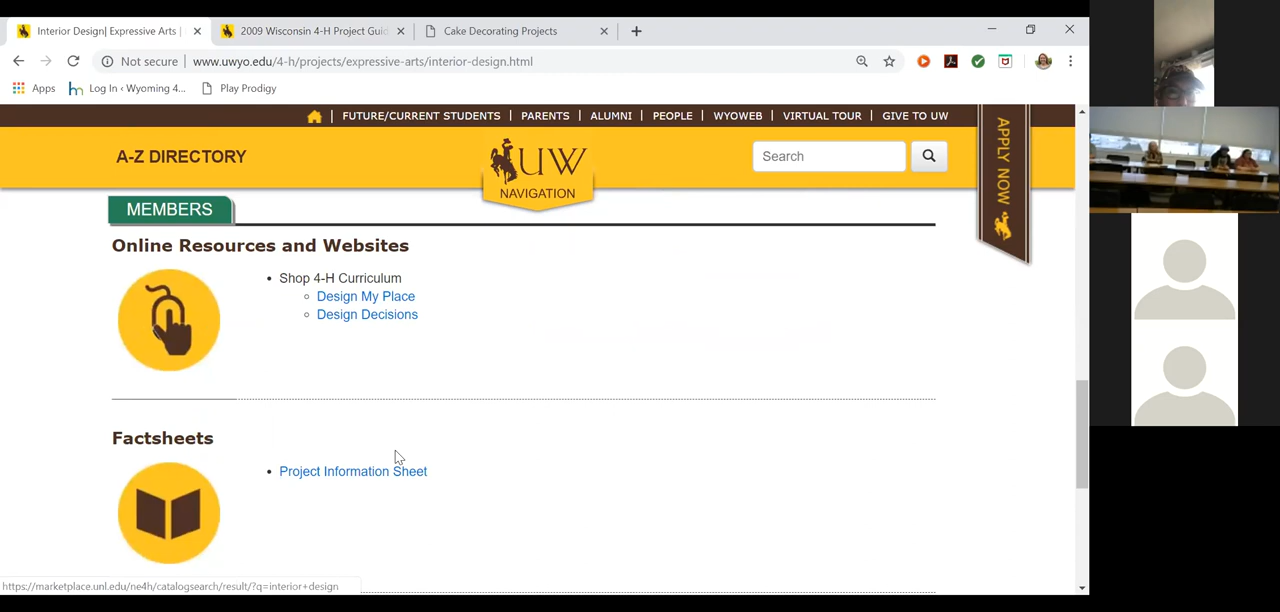 Interior Design| Expressive Arts |
2009 Wisconsin 4-H Project Guid
Cake Decorating Projects
Not secure | www.uwyo.edu/4-h/projects/expressive-arts/interior-design.html
Apps
Log In ‹ Wyoming 4...
Play Prodigy
FUTURE/CURRENT STUDENTS | PARENTS | ALUMNI | PEOPLE | WYOWEB | VIRTUAL TOUR | GIVE TO UW
APPLY NOW
A-Z DIRECTORY
UW
NAVIGATION
Search
MEMBERS
Online Resources and Websites
• Shop 4-H Curriculum
Design My Place
Design Decisions
Factsheets
• Project Information Sheet
https://marketplace.unl.edu/ne4h/catalogsearch/result/?q=interior+design